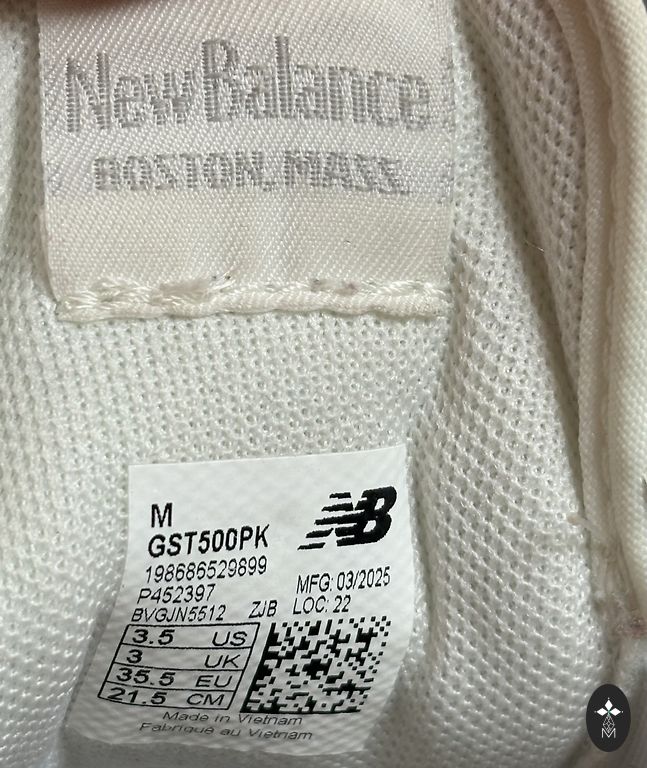 New Balance
BOSTON, MASS.
M
GST500PK
NB
198686529899
P452397
MFG: 03/2025
BVGJN5512 ZJB LOC: 22
3.5 US
3 UK
35.5 EU
21.5 CM
Made in Vietnam
Fabriqué au Vietnam
M